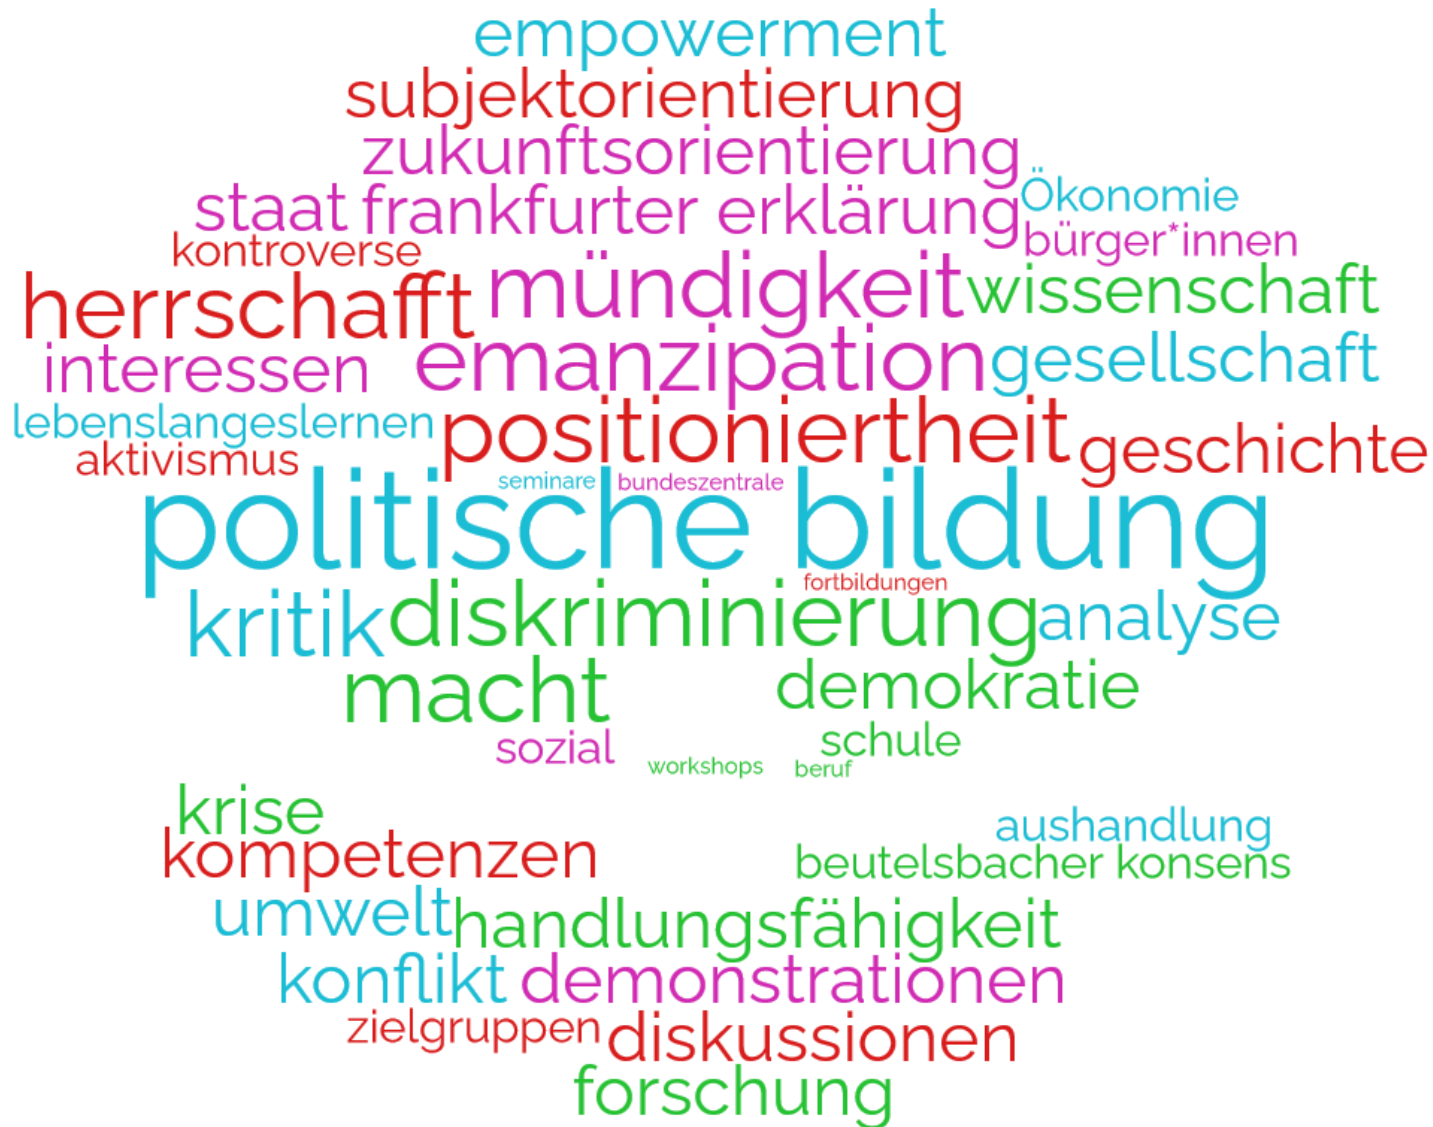 empowerment
subjektorientierung
zukunftsorientierung
staat frankfurter erklärung Ökonomie
kontroverse bürger*innen
herrschafft mündigkeit wissenschaft
interessen emanzipation gesellschaft
lebenslangeslernen positioniertheit geschichte
aktivismus
seminare bundeszentrale
politische bildung
fortbildungen
kritik diskriminierung analyse
macht demokratie
sozial workshops beruf schule
krise
aushandlung
kompetenzen beutelsbacher konsens
umwelt handlungsfähigkeit
konflikt demonstrationen
zielgruppen diskussionen
forschung